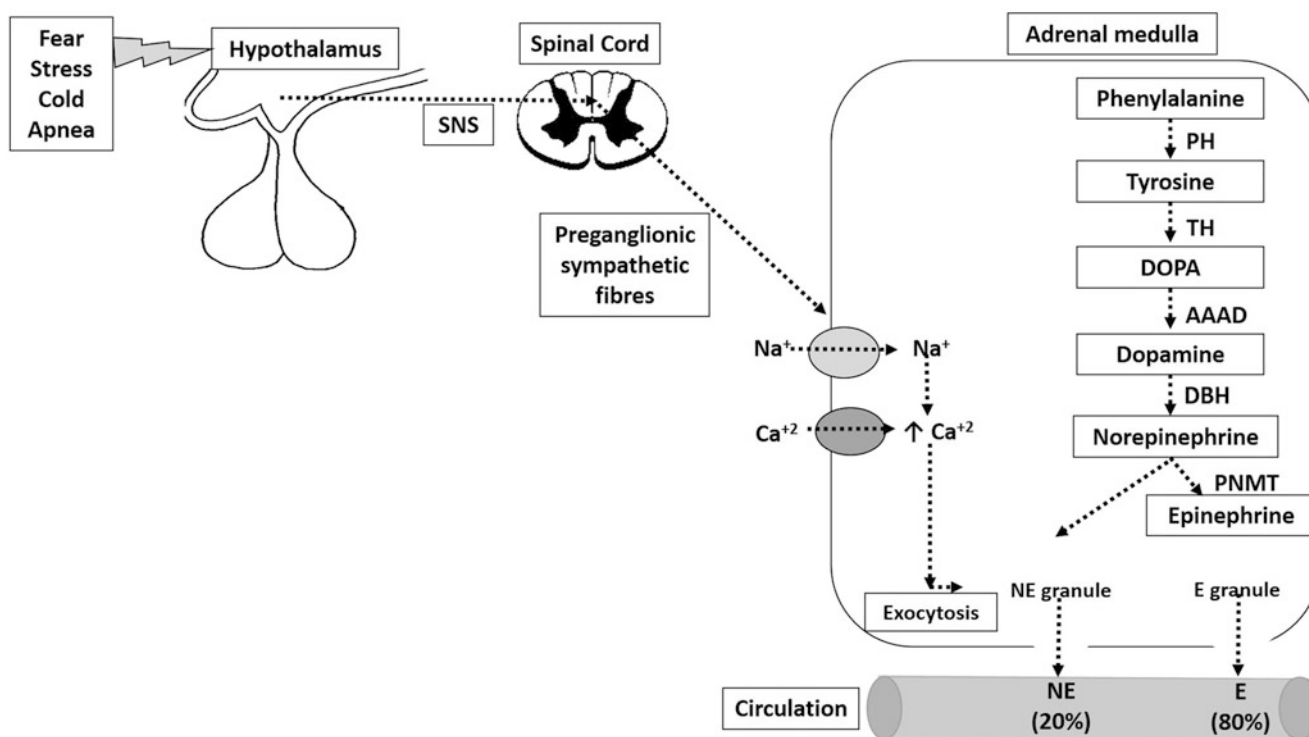 Fear
Stress
Cold
Apnea
Hypothalamus
SNS
Spinal Cord
Preganglionic
sympathetic
fibres
Adrenal medulla
Phenylalanine
PH
Tyrosine
TH
DOPA
AAAD
Dopamine
DBH
Norepinephrine
PNMT
Epinephrine
Na⁺ Na⁺
Ca⁺² ↑ Ca⁺²
Exocytosis
NE granule
E granule
Circulation
NE
(20%)
E
(80%)